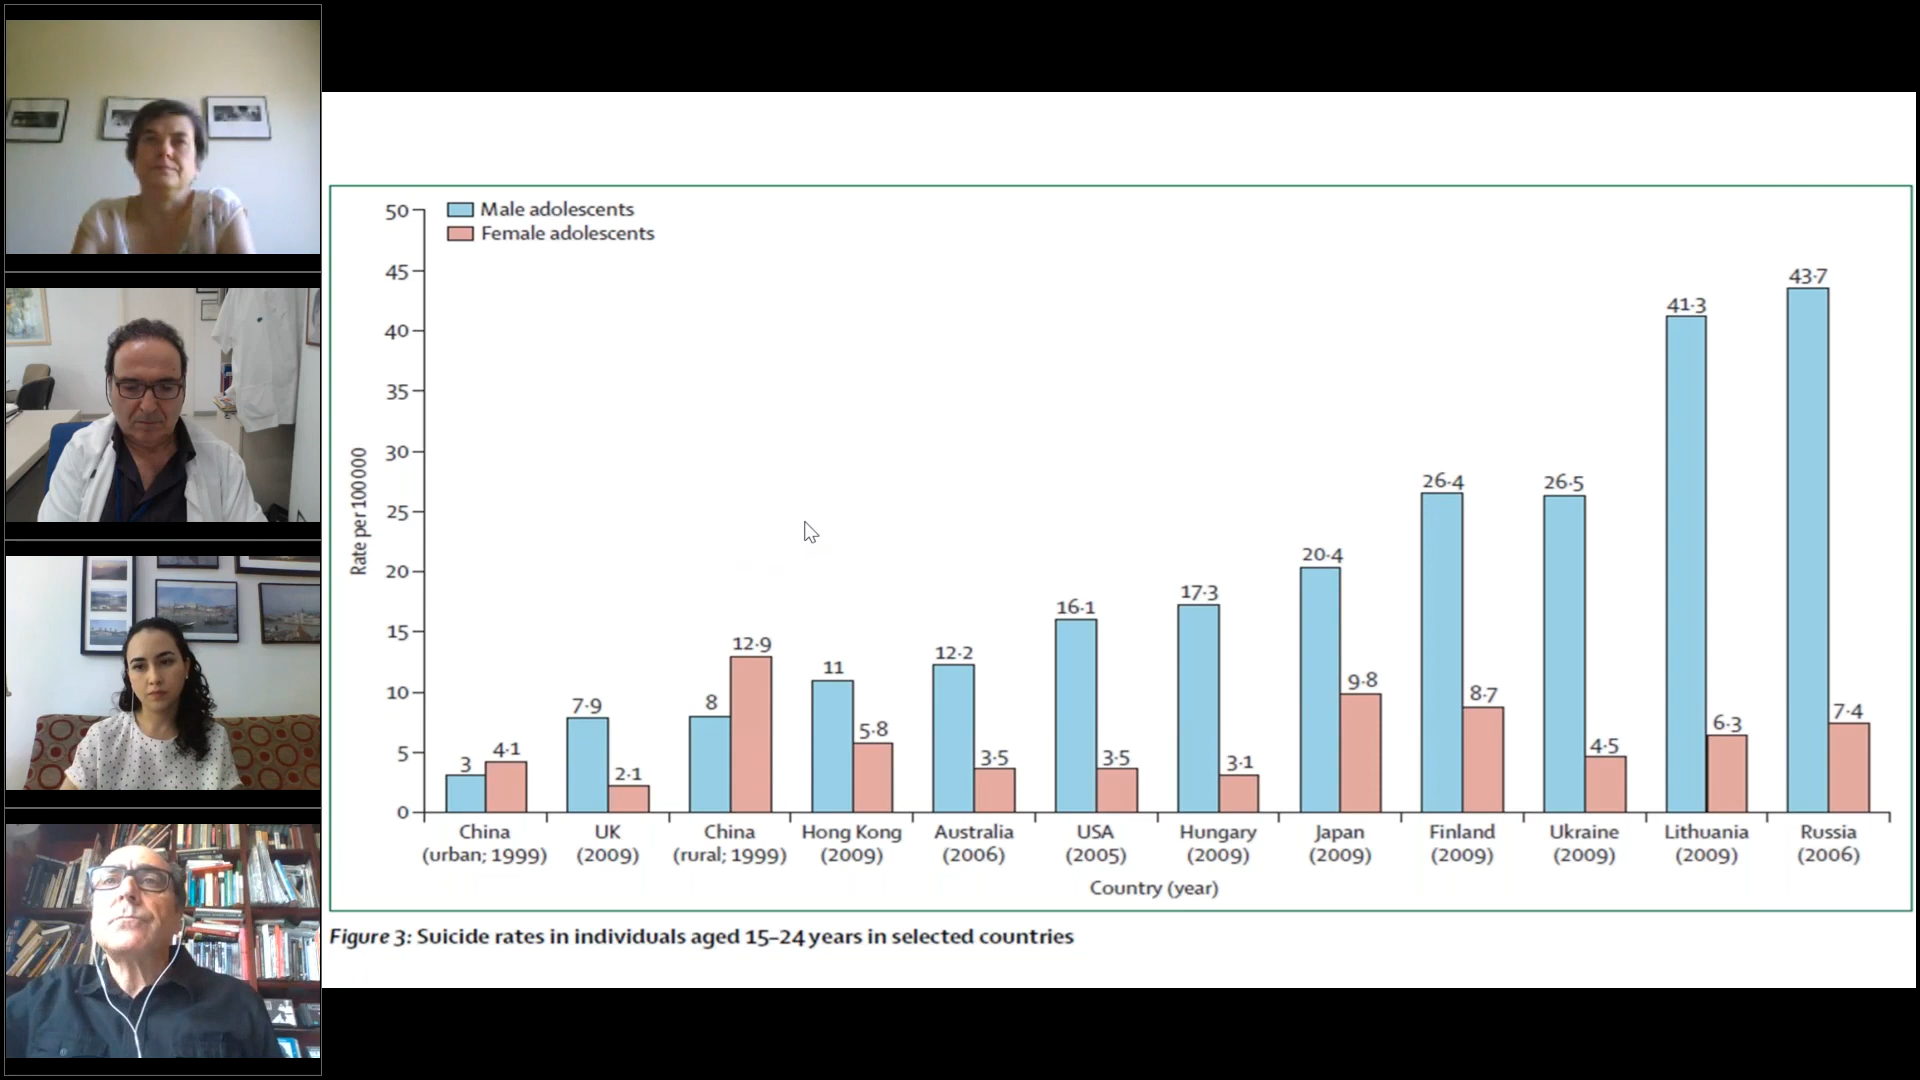 Male adolescents
Female adolescents
50
45
40
35
30
25
20
15
10
5
0
Rate per 100 000
3
4·1
7·9
2·1
8
12·9
11
5·8
12·2
3·5
16·1
3·5
17·3
3·1
20·4
9·8
26·4
8·7
26·5
4·5
41·3
6·3
43·7
7·4
China
(urban; 1999)
UK
(2009)
China
(rural; 1999)
Hong Kong
(2009)
Australia
(2006)
USA
(2005)
Hungary
(2009)
Japan
(2009)
Finland
(2009)
Ukraine
(2009)
Lithuania
(2009)
Russia
(2006)
Country (year)
Figure 3: Suicide rates in individuals aged 15–24 years in selected countries